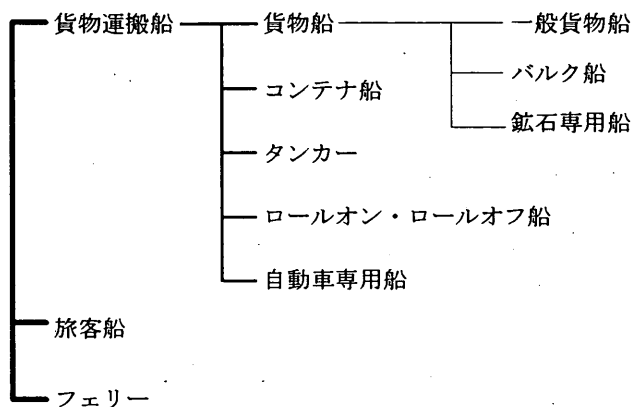 貨物運搬船 貨物船 一般貨物船
コンテナ船 バルク船
鉱石専用船
タンカー
ロールオン・ロールオフ船
自動車専用船
旅客船
フェリー